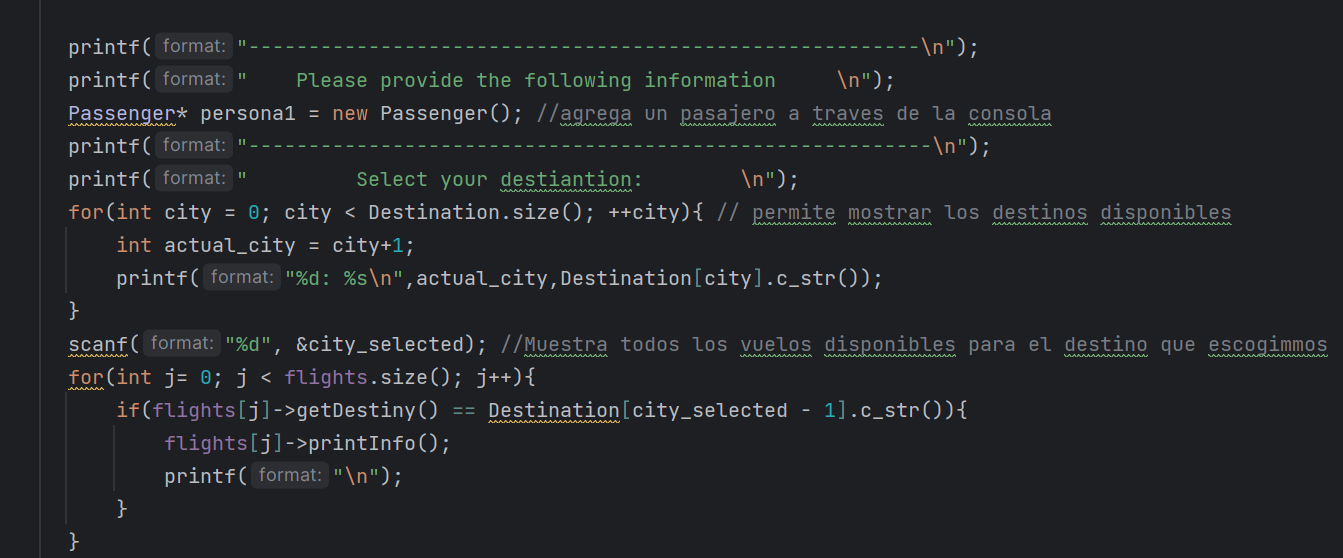 printf( format: "--------------------------------------------------------\n");
printf( format: "    Please provide the following information     \n");
Passenger* persona1 = new Passenger(); //agrega un pasajero a traves de la consola
printf( format: "---------------------------------------------------------\n");
printf( format: "         Select your destiantion:        \n");
for(int city = 0; city < Destination.size(); ++city){ // permite mostrar los destinos disponibles
    int actual_city = city+1;
    printf( format: "%d: %s\n",actual_city,Destination[city].c_str());
}
scanf( format: "%d", &city_selected); //Muestra todos los vuelos disponibles para el destino que escogimmos
for(int j= 0; j < flights.size(); j++){
    if(flights[j]->getDestiny() == Destination[city_selected - 1].c_str()){
        flights[j]->printInfo();
        printf( format: "\n");
    }
}